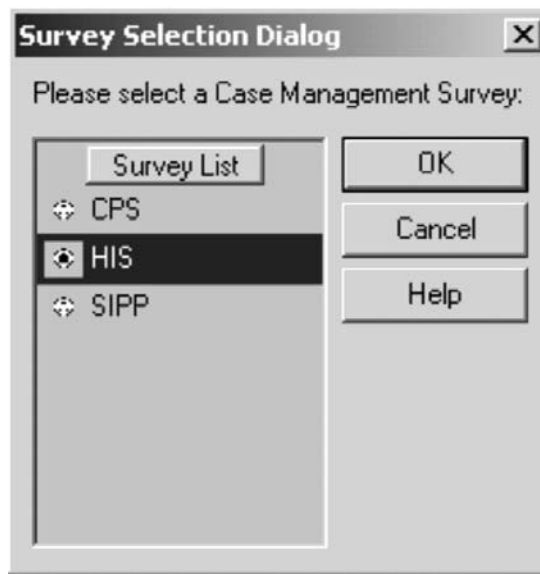 Survey Selection Dialog
Please select a Case Management Survey:
Survey List
CPS
HIS
SIPP
OK
Cancel
Help